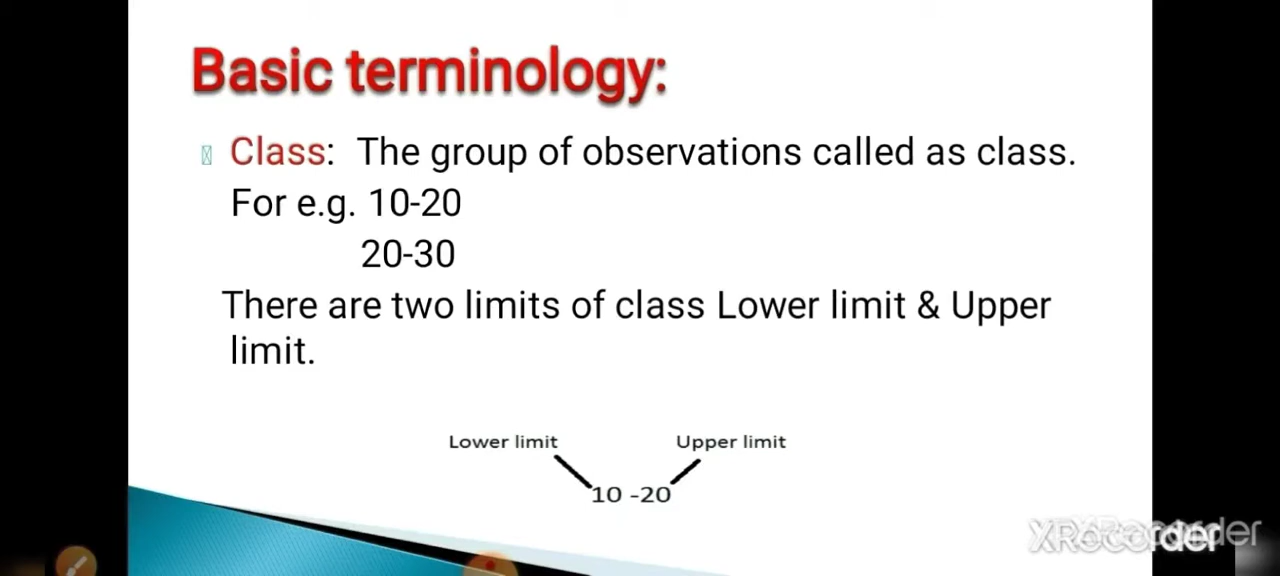 Basic terminology:
Class: The group of observations called as class.
For e.g. 10-20
20-30
There are two limits of class Lower limit & Upper
limit.
Lower limit Upper limit
10 -20
XRecorder